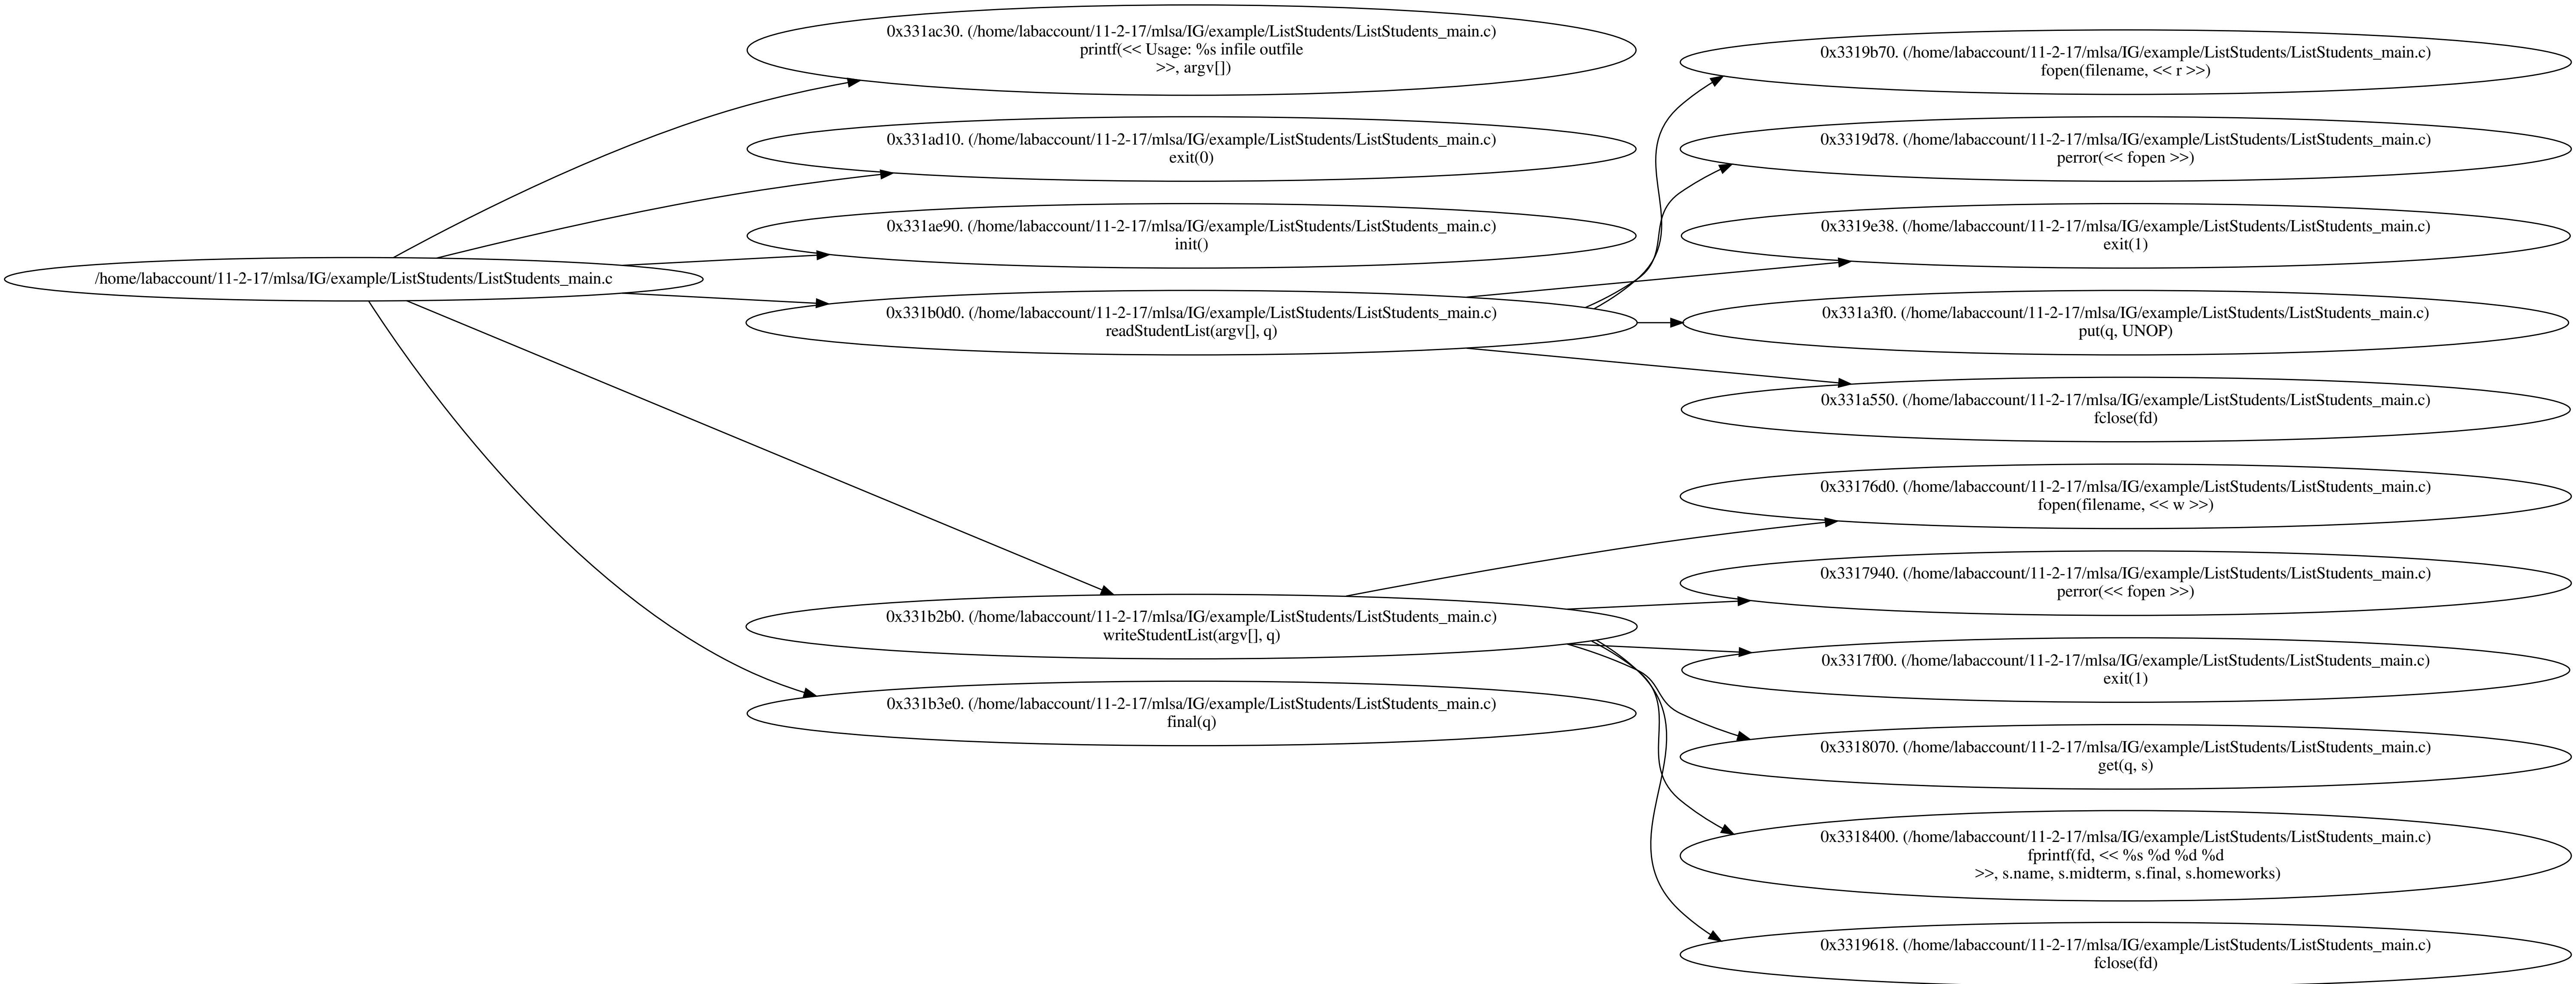 /home/labaccount/11-2-17/mlsa/IG/example/ListStudents/ListStudents_main.c
0x331ac30. (/home/labaccount/11-2-17/mlsa/IG/example/ListStudents/ListStudents_main.c)
printf(<< Usage: %s infile outfile
>>, argv[])
0x331ad10. (/home/labaccount/11-2-17/mlsa/IG/example/ListStudents/ListStudents_main.c)
exit(0)
0x331ae90. (/home/labaccount/11-2-17/mlsa/IG/example/ListStudents/ListStudents_main.c)
init()
0x331b0d0. (/home/labaccount/11-2-17/mlsa/IG/example/ListStudents/ListStudents_main.c)
readStudentList(argv[], q)
0x331b2b0. (/home/labaccount/11-2-17/mlsa/IG/example/ListStudents/ListStudents_main.c)
writeStudentList(argv[], q)
0x331b3e0. (/home/labaccount/11-2-17/mlsa/IG/example/ListStudents/ListStudents_main.c)
final(q)
0x3319b70. (/home/labaccount/11-2-17/mlsa/IG/example/ListStudents/ListStudents_main.c)
fopen(filename, << r >>)
0x3319d78. (/home/labaccount/11-2-17/mlsa/IG/example/ListStudents/ListStudents_main.c)
perror(<< fopen >>)
0x3319e38. (/home/labaccount/11-2-17/mlsa/IG/example/ListStudents/ListStudents_main.c)
exit(1)
0x331a3f0. (/home/labaccount/11-2-17/mlsa/IG/example/ListStudents/ListStudents_main.c)
put(q, UNOP)
0x331a550. (/home/labaccount/11-2-17/mlsa/IG/example/ListStudents/ListStudents_main.c)
fclose(fd)
0x33176d0. (/home/labaccount/11-2-17/mlsa/IG/example/ListStudents/ListStudents_main.c)
fopen(filename, << w >>)
0x3317940. (/home/labaccount/11-2-17/mlsa/IG/example/ListStudents/ListStudents_main.c)
perror(<< fopen >>)
0x3317f00. (/home/labaccount/11-2-17/mlsa/IG/example/ListStudents/ListStudents_main.c)
exit(1)
0x3318070. (/home/labaccount/11-2-17/mlsa/IG/example/ListStudents/ListStudents_main.c)
get(q, s)
0x3318400. (/home/labaccount/11-2-17/mlsa/IG/example/ListStudents/ListStudents_main.c)
fprintf(fd, << %s %d %d %d
>>, s.name, s.midterm, s.final, s.homeworks)
0x3319618. (/home/labaccount/11-2-17/mlsa/IG/example/ListStudents/ListStudents_main.c)
fclose(fd)